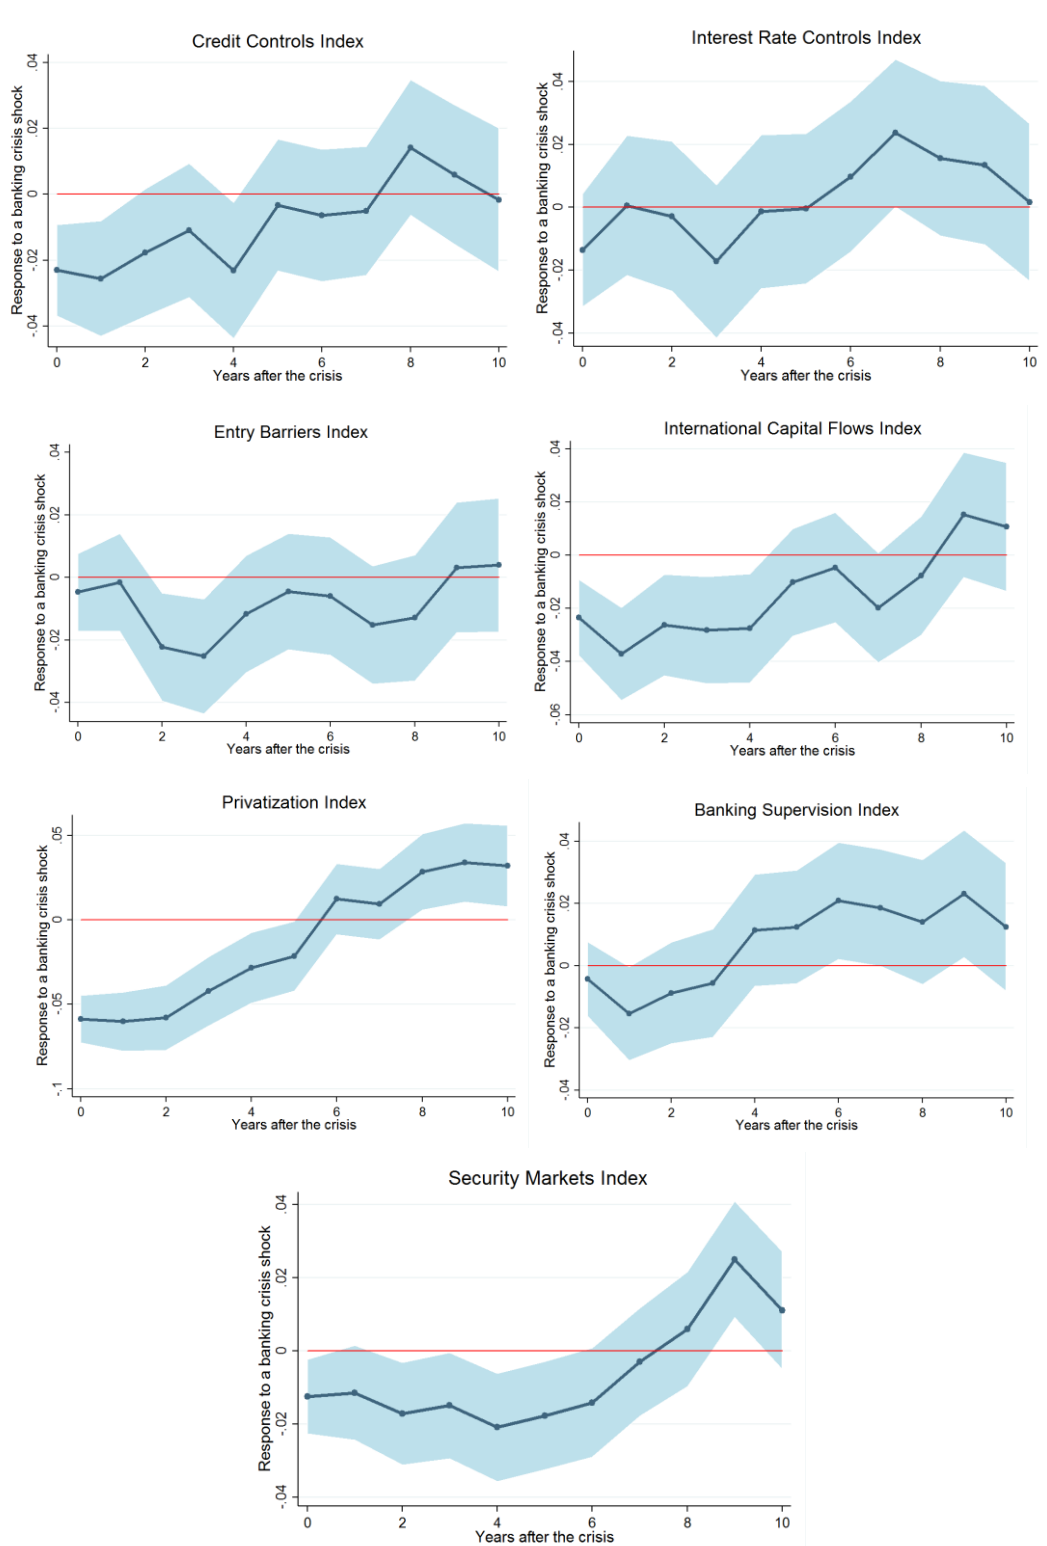 Credit Controls Index
Response to a banking crisis shock
.04
.02
0
-.02
-.04
0 2 4 6 8 10
Years after the crisis
Interest Rate Controls Index
Response to a banking crisis shock
.04
.02
0
-.02
-.04
0 2 4 6 8 10
Years after the crisis
Entry Barriers Index
Response to a banking crisis shock
.04
.02
0
-.02
-.04
0 2 4 6 8 10
Years after the crisis
International Capital Flows Index
Response to a banking crisis shock
.04
.02
0
-.02
-.04
-.06
0 2 4 6 8 10
Years after the crisis
Privatization Index
Response to a banking crisis shock
.05
0
-.05
-.1
0 2 4 6 8 10
Years after the crisis
Banking Supervision Index
Response to a banking crisis shock
.04
.02
0
-.02
-.04
0 2 4 6 8 10
Years after the crisis
Security Markets Index
Response to a banking crisis shock
.04
.02
0
-.02
-.04
0 2 4 6 8 10
Years after the crisis